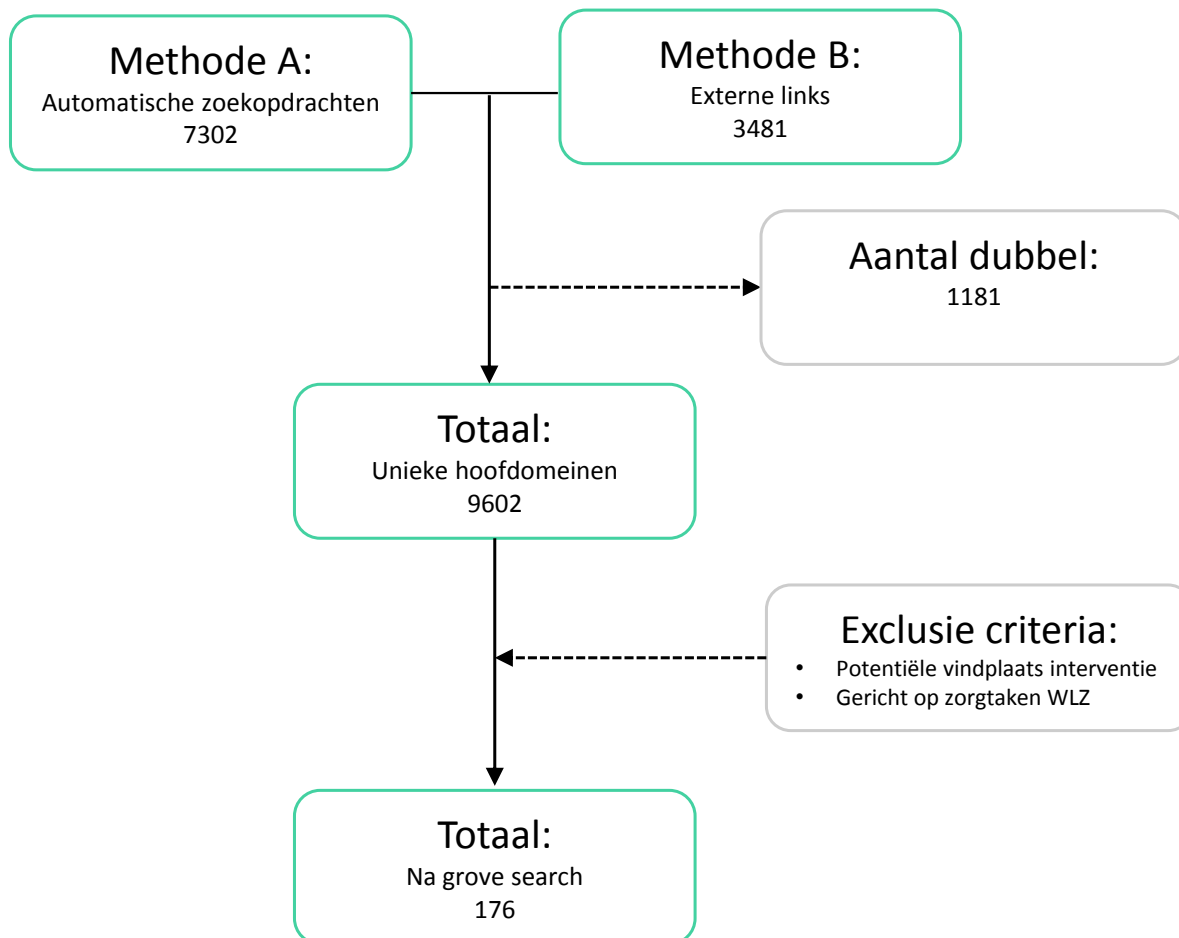 Methode A:
Automatische zoekopdrachten
7302
Methode B:
Externe links
3481
Aantal dubbel:
1181
Totaal:
Unieke hoofdomeinen
9602
Exclusie criteria:
• Potentiële vindplaats interventie
• Gericht op zorgtaken WLZ
Totaal:
Na grove search
176